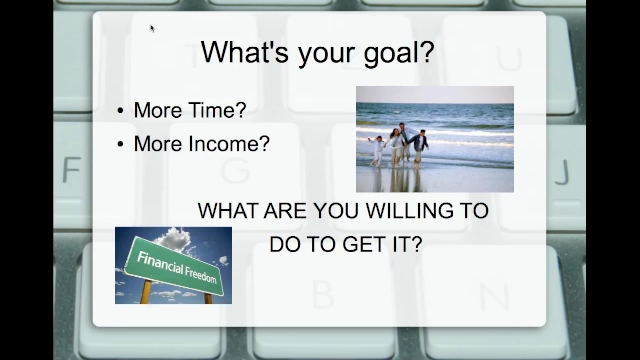 What's your goal?
• More Time?
• More Income?
WHAT ARE YOU WILLING TO
DO TO GET IT?
Financial Freedom
F
T
U
G
J
B
N